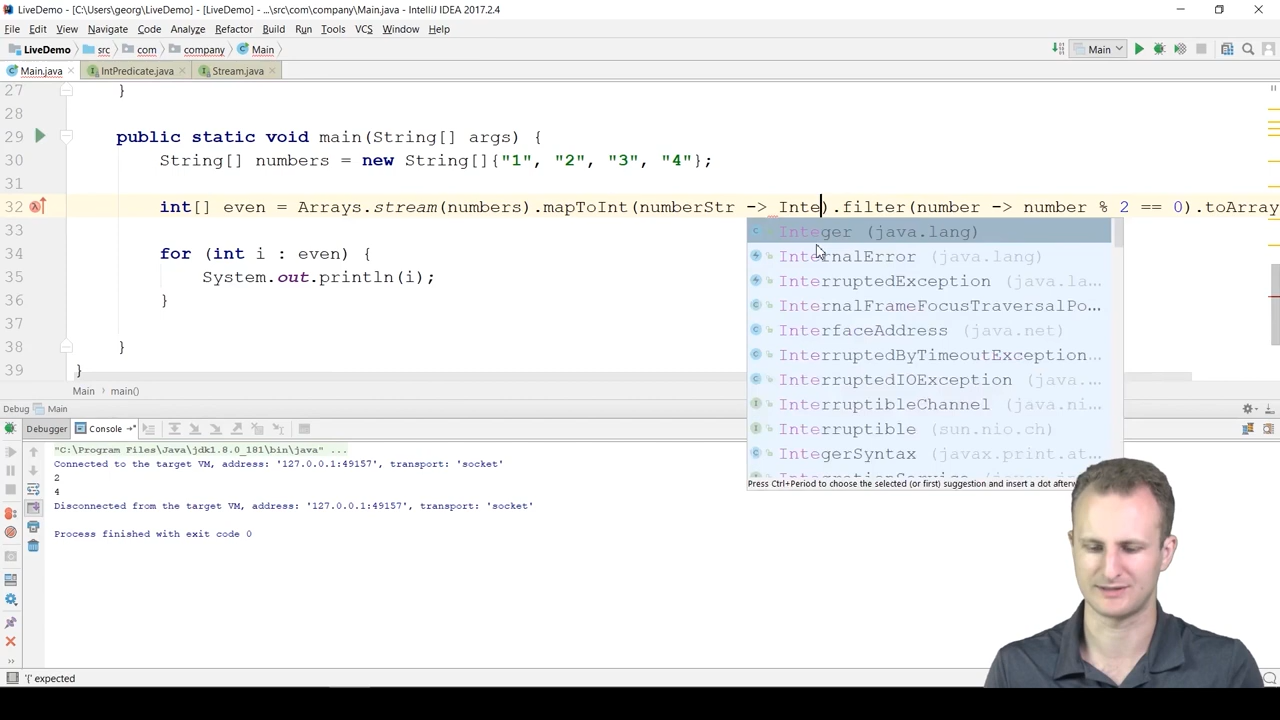 LiveDemo - [C:\Users\georg\LiveDemo] - [LiveDemo] - ...\src\com\company\Main.java - IntelliJ IDEA 2017.2.4
File Edit View Navigate Code Analyze Refactor Build Run Tools VCS Window Help
LiveDemo src com company Main Main
Main.java IntPredicate.java Stream.java
27 }
28
29 public static void main(String[] args) {
30 String[] numbers = new String[]{"1", "2", "3", "4"};
31
32 int[] even = Arrays.stream(numbers).mapToInt(numberStr -> Inte).filter(number -> number % 2 == 0).toArray
33
34 for (int i : even) {
35 System.out.println(i);
36 }
37
38 }
39 }
Integer (java.lang)
InternalError (java.lang)
InterruptedException (java.la...
InternalFrameFocusTraversalPo...
InterfaceAddress (java.net)
InterruptedByTimeoutException...
InterruptedIOException (java....
InterruptibleChannel (java.ni...
Interruptible (sun.nio.ch)
IntegerSyntax (javax.print.at...
Press Ctrl+Period to choose the selected (or first) suggestion and insert a dot afterw
Main main()
Debug Main
Debugger Console
"C:\Program Files\Java\jdk1.8.0_181\bin\java" ...
Connected to the target VM, address: '127.0.0.1:49157', transport: 'socket'
2
4
Disconnected from the target VM, address: '127.0.0.1:49157', transport: 'socket'
Process finished with exit code 0
'(' expected